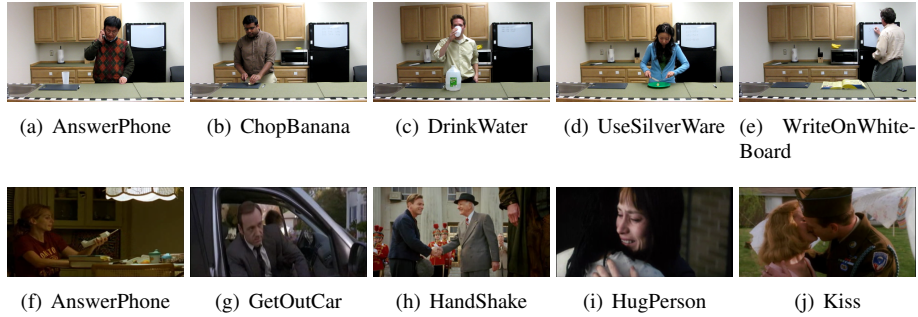 (a) AnswerPhone
(b) ChopBanana
(c) DrinkWater
(d) UseSilverWare
(e) WriteOnWhite-
Board
(f) AnswerPhone
(g) GetOutCar
(h) HandShake
(i) HugPerson
(j) Kiss